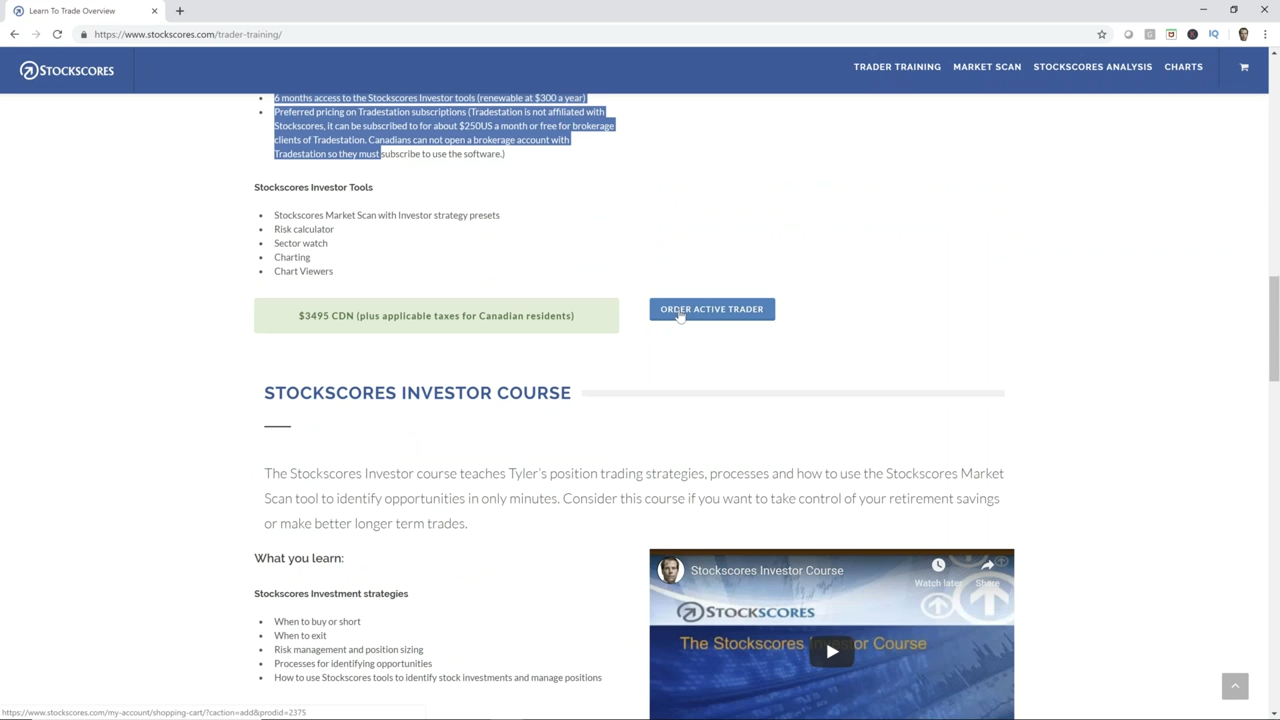 Learn To Trade Overview
https://www.stockscores.com/trader-training/
STOCKSCORES
TRADER TRAINING MARKET SCAN STOCKSCORES ANALYSIS CHARTS
6 months access to the Stockscores Investor tools (renewable at $300 a year)
Preferred pricing on Tradestation subscriptions (Tradestation is not affiliated with
Stockscores, it can be subscribed to for about $250US a month or free for brokerage
clients of Tradestation. Canadians can not open a brokerage account with
Tradestation so they must subscribe to use the software.)
Stockscores Investor Tools
Stockscores Market Scan with Investor strategy presets
Risk calculator
Sector watch
Charting
Chart Viewers
$3495 CDN (plus applicable taxes for Canadian residents)
ORDER ACTIVE TRADER
STOCKSCORES INVESTOR COURSE
The Stockscores Investor course teaches Tyler's position trading strategies, processes and how to use the Stockscores Market
Scan tool to identify opportunities in only minutes. Consider this course if you want to take control of your retirement savings
or make better longer term trades.
What you learn:
Stockscores Investment strategies
When to buy or short
When to exit
Risk management and position sizing
Processes for identifying opportunities
How to use Stockscores tools to identify stock investments and manage positions
Stockscores Investor Course
Watch later
Share
STOCKSCORES
The Stockscores Investor Course
https://www.stockscores.com/my-account/shopping-cart/?caction=add&prodid=2375